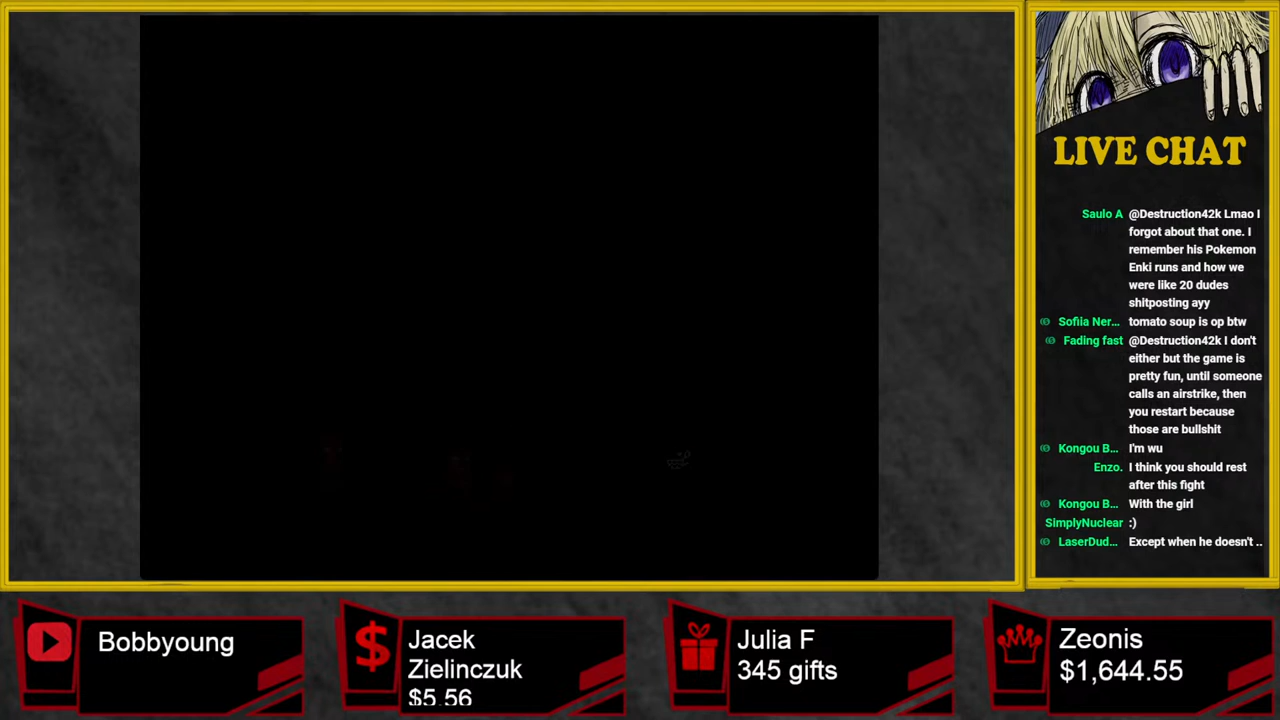 LIVE CHAT
Saulo A @Destruction42k Lmao I
forgot about that one. I
remember his Pokemon
Enki runs and how we
were like 20 dudes
shitposting ayy
Sofiia Ner... tomato soup is op btw
Fading fast @Destruction42k I don't
either but the game is
pretty fun, until someone
calls an airstrike, then
you restart because
those are bullshit
Kongou B... I'm wu
Enzo. I think you should rest
after this fight
Kongou B... With the girl
SimplyNuclear :)
LaserDud... Except when he doesn't ..
Bobbyoung
Jacek
Zielinczuk
$5.56
Julia F
345 gifts
Zeonis
$1,644.55